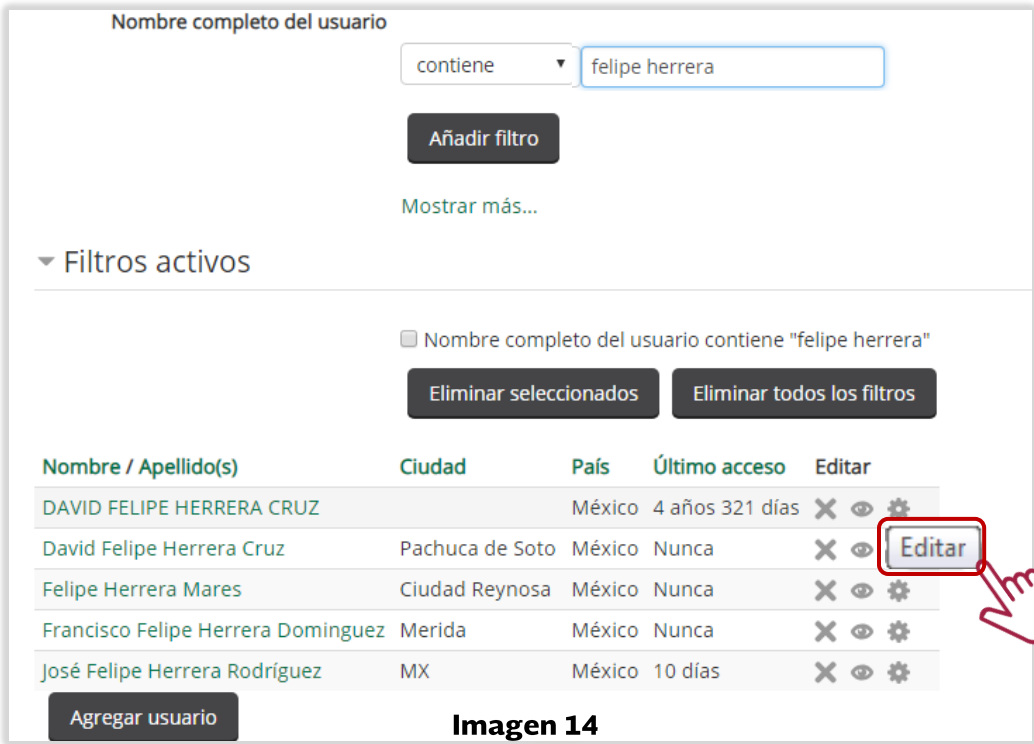 Nombre completo del usuario
contiene felipe herrera
Añadir filtro
Mostrar más...
Filtros activos
Nombre completo del usuario contiene "felipe herrera"
Eliminar seleccionados Eliminar todos los filtros
Nombre / Apellido(s) Ciudad País Último acceso Editar
DAVID FELIPE HERRERA CRUZ México 4 años 321 días
David Felipe Herrera Cruz Pachuca de Soto México Nunca Editar
Felipe Herrera Mares Ciudad Reynosa México Nunca
Francisco Felipe Herrera Dominguez Merida México Nunca
José Felipe Herrera Rodríguez MX México 10 días
Agregar usuario
Imagen 14